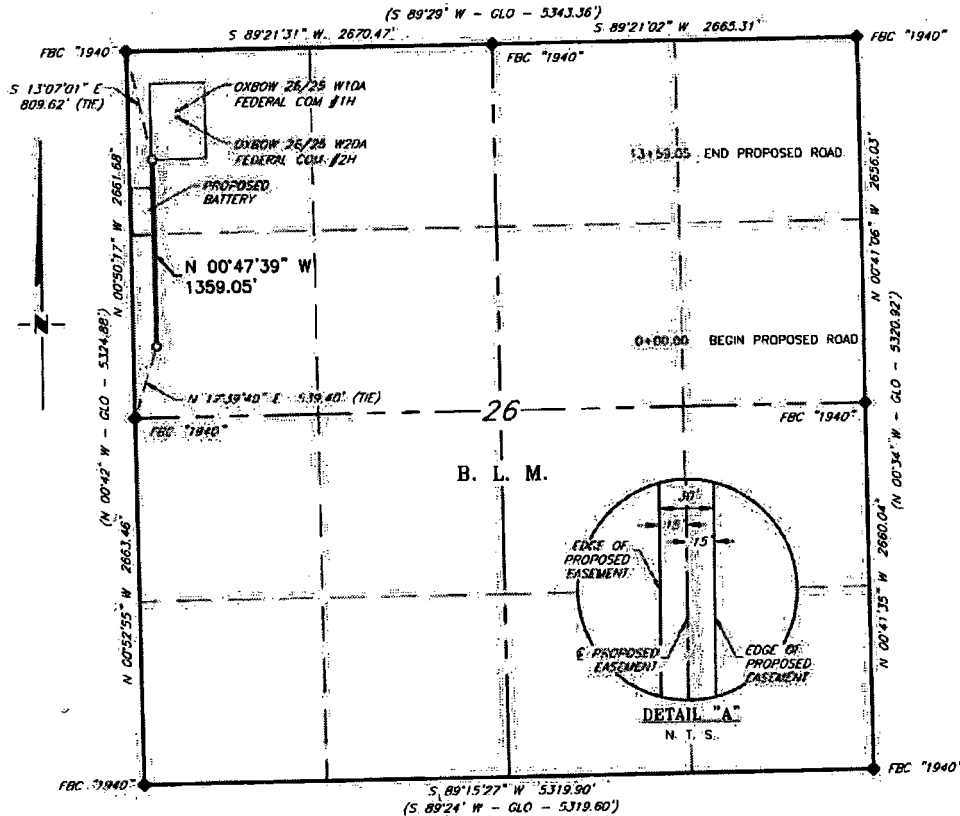 (S 89°29' W - GLO - 5343.36')
S 89°21'31" W 2670.47'
S 89°21'02" W 2665.31'
FBC "1940"
FBC "1940"
FBC "1940"
S 13°07'01" E
809.62' (TIE)
OXBOW 26/25 W1DA
FEDERAL COM #1H
OXBOW 26/25 W2DA
FEDERAL COM #2H
13+59.05 END PROPOSED ROAD
PROPOSED
BATTERY
N 00°50'17" W 2661.68'
N 00°41'06" W 2656.03'
N 00°47'39" W
1359.05'
N
(N 00°42' W - GLO - 5324.88')
(N 00°34' W - GLO - 5320.92')
0+00.00 BEGIN PROPOSED ROAD
N 17°39'40" E 539.40' (TIE)
FBC "1940"
26
FBC "1940"
B. L. M.
30'
15'
15'
EDGE OF
PROPOSED
EASEMENT
N 00°52'55" W 2663.46'
N 00°41'35" W 2660.04'
℄ PROPOSED
EASEMENT
EDGE OF
PROPOSED
EASEMENT
DETAIL "A"
N. T. S.
FBC "1940"
FBC "1940"
S 89°15'27" W 5319.90'
(S 89°24' W - GLO - 5319.60')